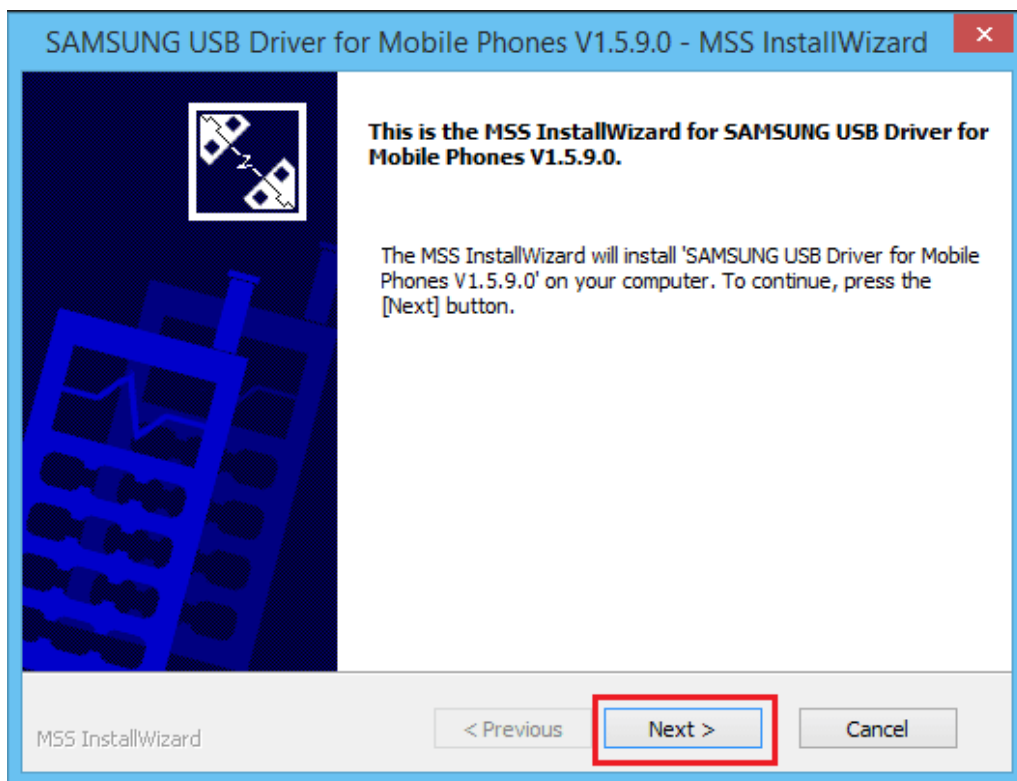 SAMSUNG USB Driver for Mobile Phones V1.5.9.0 - MSS InstallWizard
This is the MSS InstallWizard for SAMSUNG USB Driver for
Mobile Phones V1.5.9.0.
The MSS InstallWizard will install 'SAMSUNG USB Driver for Mobile
Phones V1.5.9.0' on your computer. To continue, press the
[Next] button.
MSS InstallWizard
< Previous
Next >
Cancel